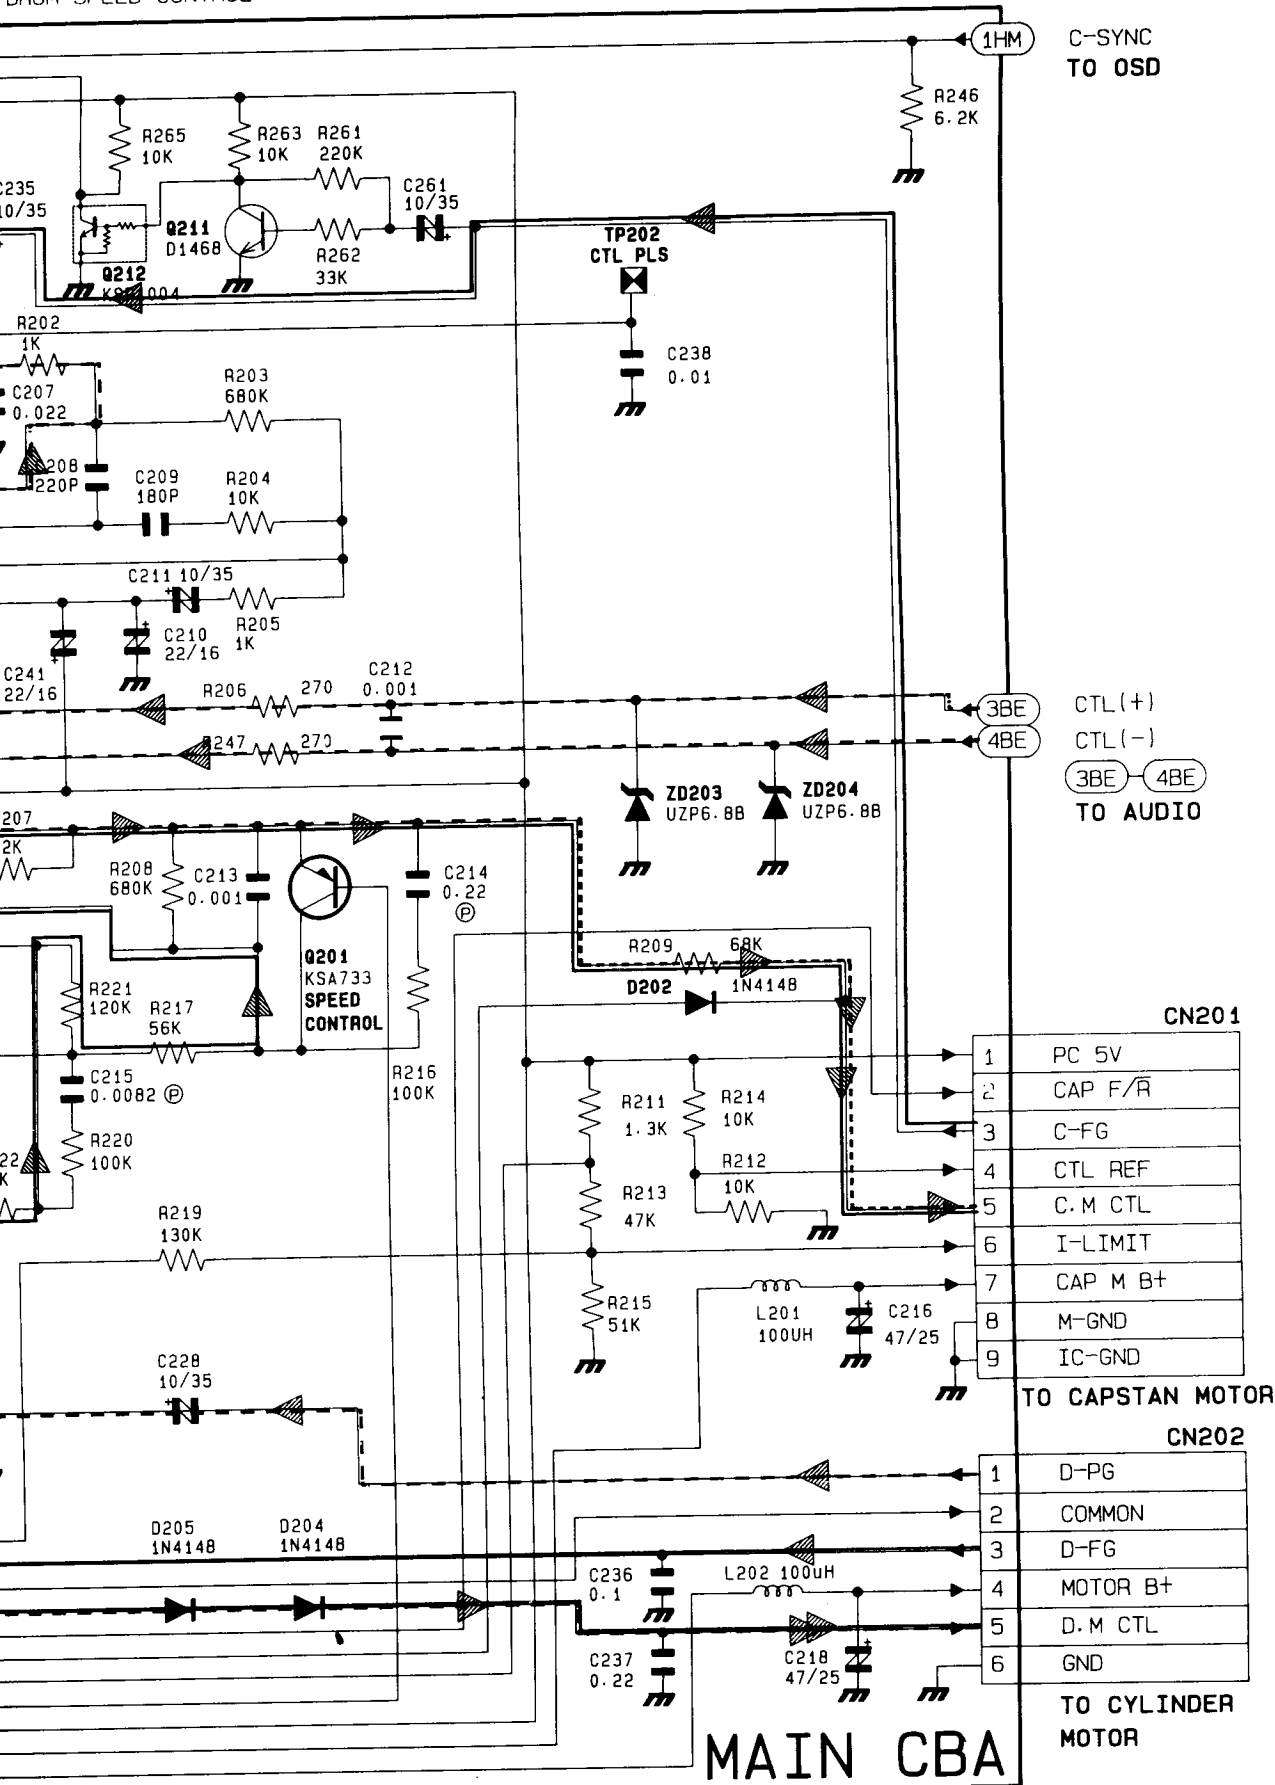 1HM
C-SYNC
TO OSD
R246
6.2K
R265
10K
R263
10K
R261
220K
C235
10/35
C261
10/35
Q211
D1468
R262
33K
Q212
TP202
CTL PLS
R202
1K
C238
0.01
C207
0.022
R203
680K
208
220P
C209
180P
R204
10K
C211 10/35
C210
22/16
R205
1K
C241
22/16
R206
270
C212
0.001
247
270
3BE
CTL(+)
4BE
CTL(-)
3BE
4BE
TO AUDIO
ZD203
UZP6.8B
ZD204
UZP6.8B
207
2K
R208
680K
C213
0.001
C214
0.22
P
Q201
KSA733
SPEED
CONTROL
R209
68K
D202
1N4148
R221
120K
R217
56K
C215
0.0082 P
R216
100K
R220
100K
22
K
R211
1.3K
R214
10K
R212
10K
R213
47K
R219
130K
R215
51K
L201
100UH
C216
47/25
CN201
1 PC 5V
2 CAP F/R̅
3 C-FG
4 CTL REF
5 C.M CTL
6 I-LIMIT
7 CAP M B+
8 M-GND
9 IC-GND
TO CAPSTAN MOTOR
C228
10/35
CN202
1 D-PG
2 COMMON
3 D-FG
4 MOTOR B+
5 D.M CTL
6 GND
TO CYLINDER
MOTOR
D205
1N4148
D204
1N4148
C236
0.1
L202 100uH
C237
0.22
C218
47/25
MAIN CBA